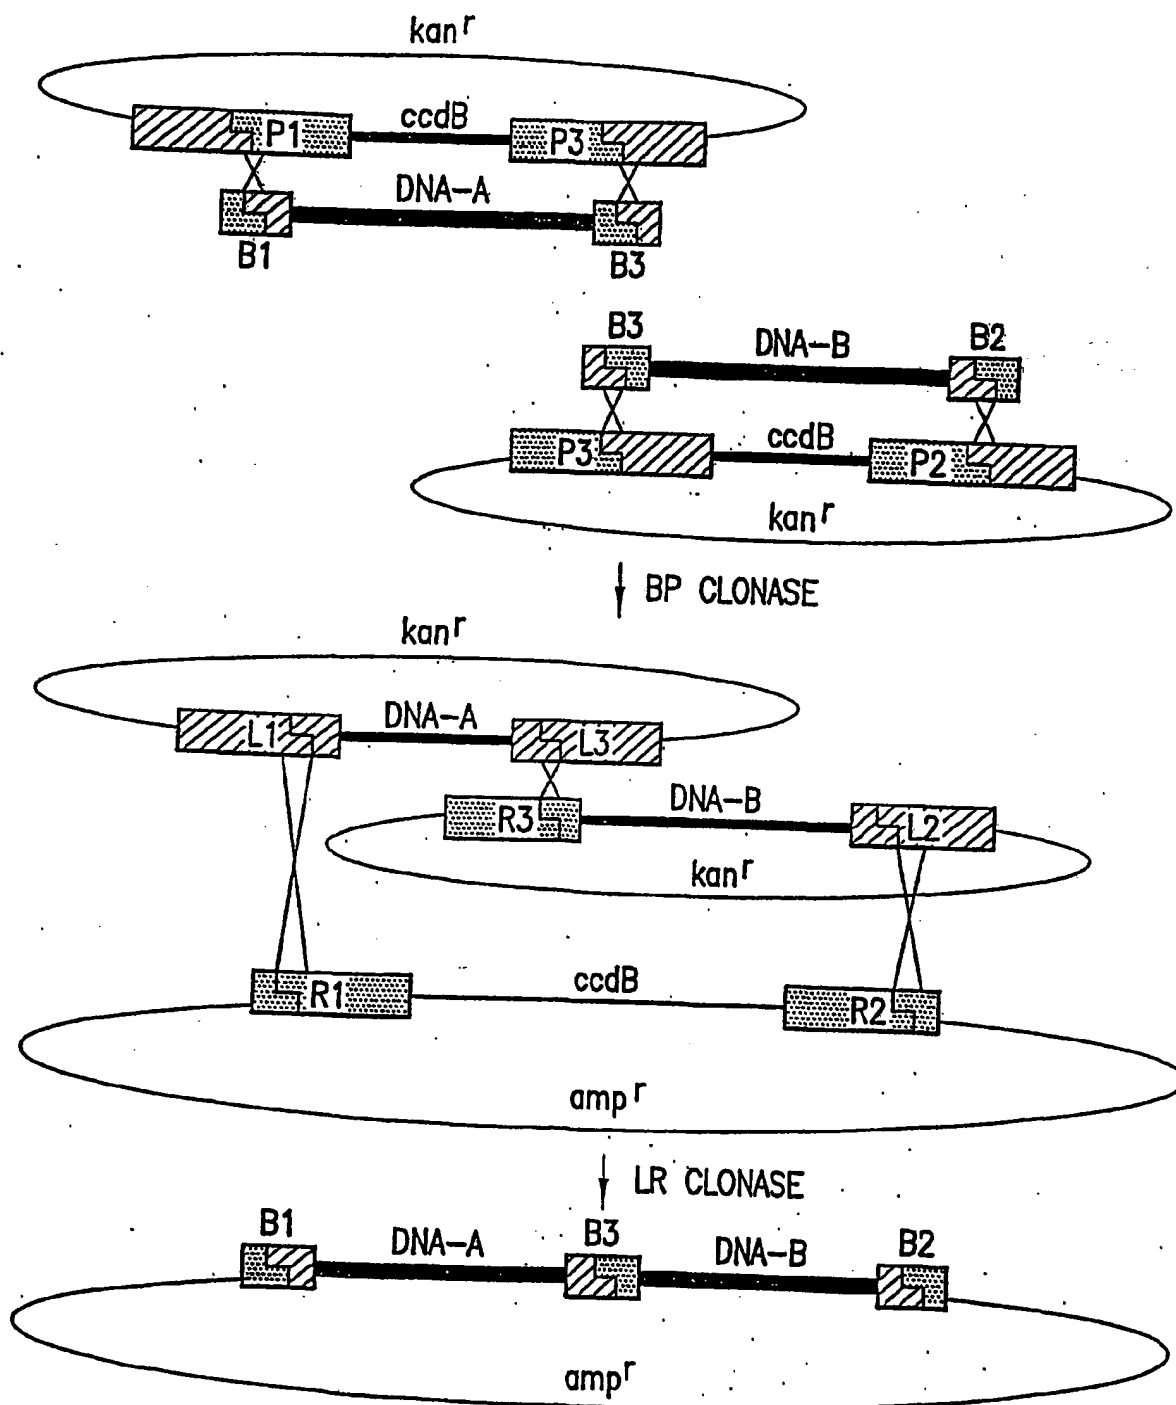 kanr
P1 ccdB P3
DNA-A
B1 B3
B3 DNA-B B2
P3 ccdB P2
kanr
BP CLONASE
kanr
L1 DNA-A L3
R3 DNA-B L2
kanr
R1 ccdB R2
ampr
LR CLONASE
B1 DNA-A B3 DNA-B B2
ampr